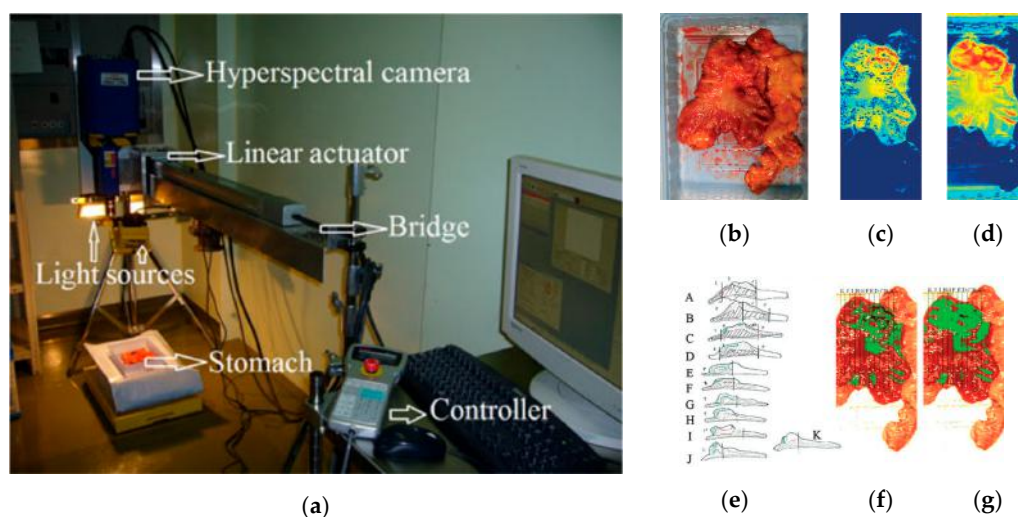 Hyperspectral camera
Linear actuator
Bridge
Light sources
Stomach
Controller
(a)
(b)
(c)
(d)
A
B
C
D
E
F
G
H
I
J
K
(e)
(f)
(g)